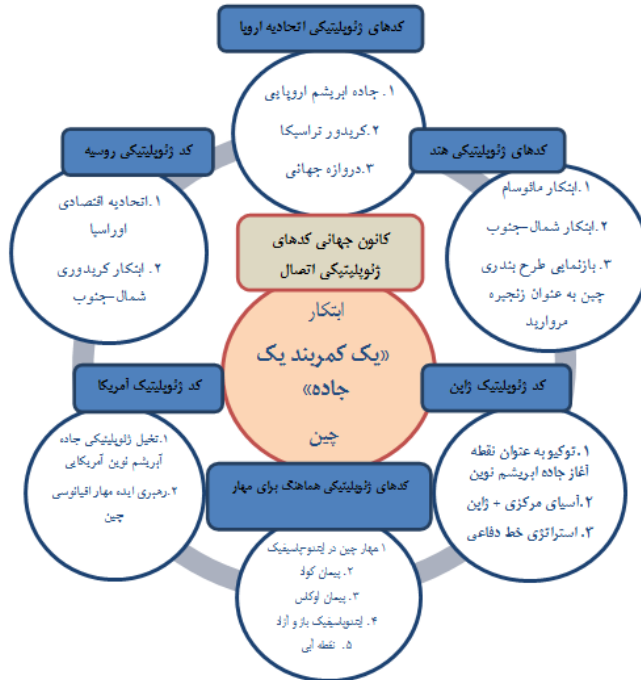 کدهای ژئوپلیتیکی اتحادیه اروپا
۱. جاده ابریشم اروپایی
۲. کریدور تراسیکا
۳. دروازه جهانی
کدهای ژئوپلیتیکی هند
۱. ابتکار مائوسام
۲. ابتکار شمال-جنوب
۳. بازنمایی طرح بندری
چین به عنوان زنجیره
مروارید
کد ژئوپلیتیکی روسیه
۱. اتحادیه اقتصادی
اوراسیا
۲. ابتکار کریدوری
شمال-جنوب
کانون جهانی کدهای
ژئوپلیتیکی اتصال
ابتکار
«یک کمربند یک
جاده»
چین
کد ژئوپلیتیک ژاپن
۱. توکیو به عنوان نقطه
آغاز جاده ابریشم نوین
۲. آسیای مرکزی + ژاپن
۳. استراتژی خط دفاعی
کد ژئوپلیتیک آمریکا
۱. تخیل ژئوپلیتیکی جاده
آبریشم نوین آمریکایی
۲. رهبری ایده مهار اقیانوسی
چین
کدهای ژئوپلیتیکی هماهنگ برای مهار
۱ مهار چین در ایندوپاسیفیک
۲. پیمان کواد
۳. پیمان اوکاس
۴. ایندوپاسیفیک باز و آزاد
۵. نقطه آبی